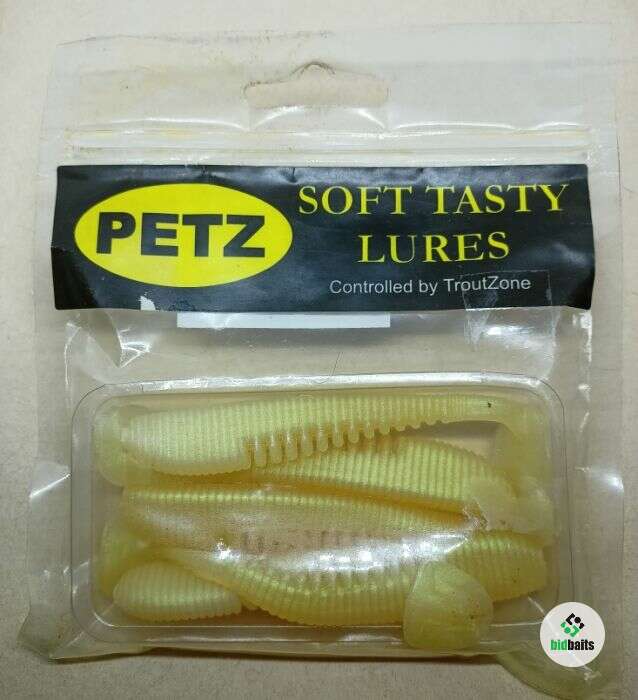 PETZ
SOFT TASTY
LURES
Controlled by TroutZone
bidbaits